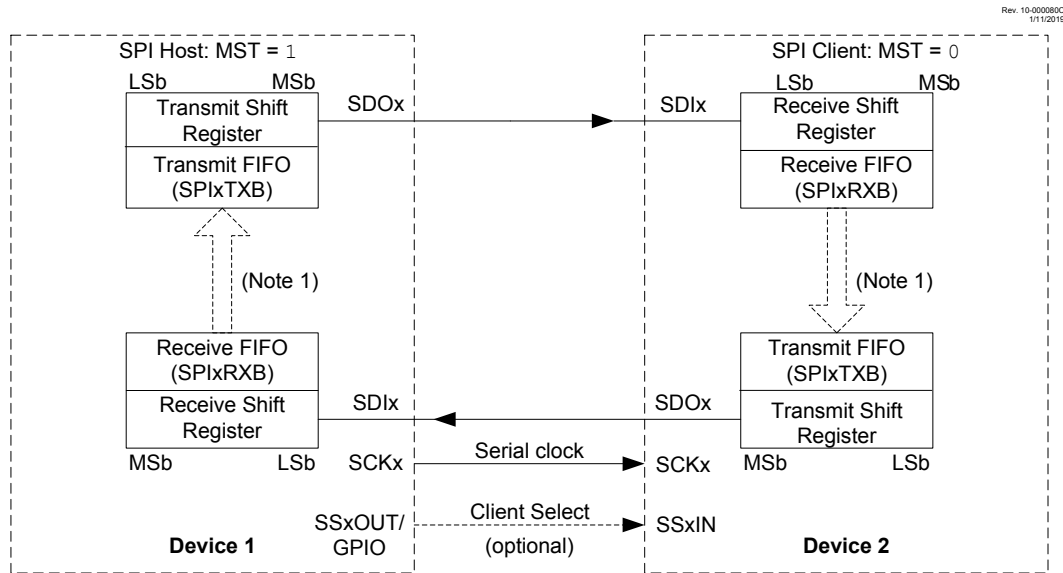 Rev. 10-000080C
1/11/2019
SPI Host: MST = 1
LSb MSb
Transmit Shift
Register
Transmit FIFO
(SPIxTXB)
(Note 1)
Receive FIFO
(SPIxRXB)
Receive Shift
Register
MSb LSb
Device 1
SDOx
SDIx
SCKx
SSxOUT/
GPIO
Serial clock
Client Select
(optional)
SPI Client: MST = 0
SDIx
SDOx
SCKx
SSxIN
LSb MSb
Receive Shift
Register
Receive FIFO
(SPIxRXB)
(Note 1)
Transmit FIFO
(SPIxTXB)
Transmit Shift
Register
MSb LSb
Device 2